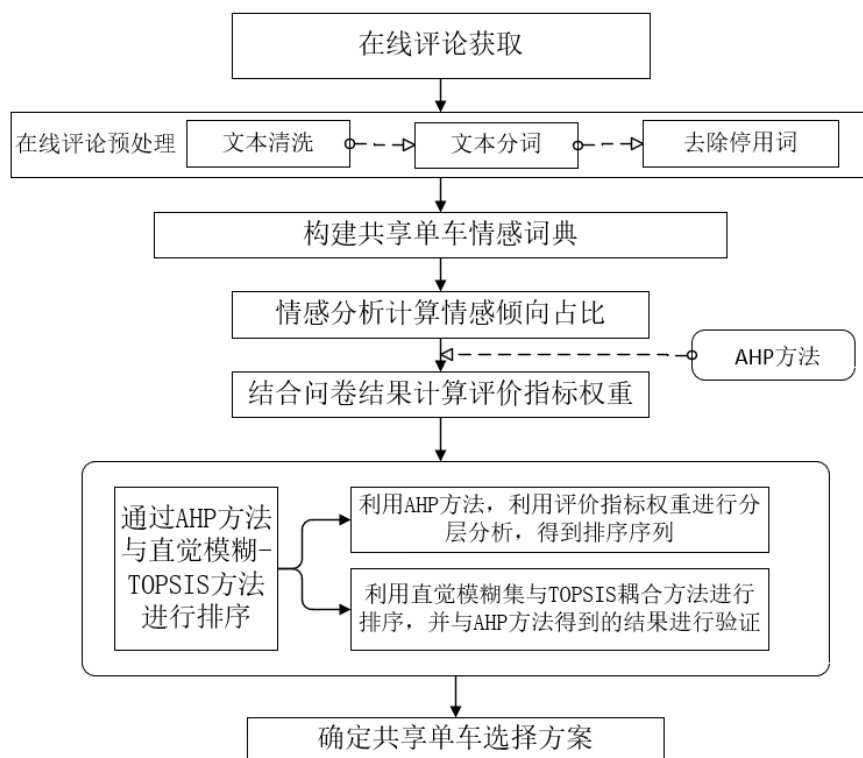 在线评论获取
在线评论预处理
文本清洗
文本分词
去除停用词
构建共享单车情感词典
情感分析计算情感倾向占比
AHP方法
结合问卷结果计算评价指标权重
通过AHP方法
与直觉模糊-
TOPSIS方法
进行排序
利用AHP方法，利用评价指标权重进行分
层分析，得到排序序列
利用直觉模糊集与TOPSIS耦合方法进行
排序，并与AHP方法得到的结果进行验证
确定共享单车选择方案